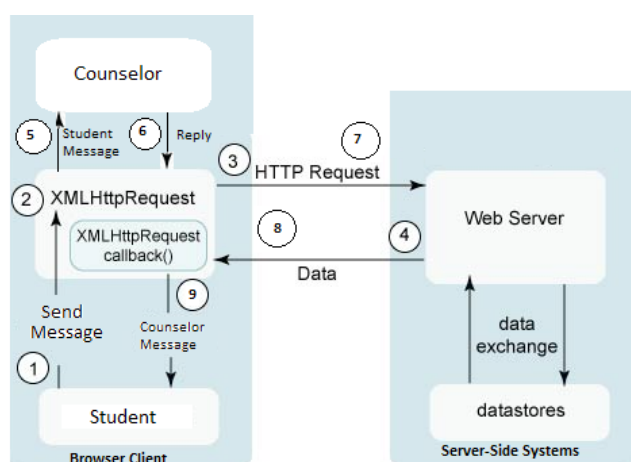 Counselor
5
Student
Message
6
Reply
7
3
HTTP Request
2
XMLHttpRequest
XMLHttpRequest
callback()
8
4
Data
Web Server
9
Send
Message
Counselor
Message
data
exchange
1
Student
datastores
Browser Client
Server-Side Systems